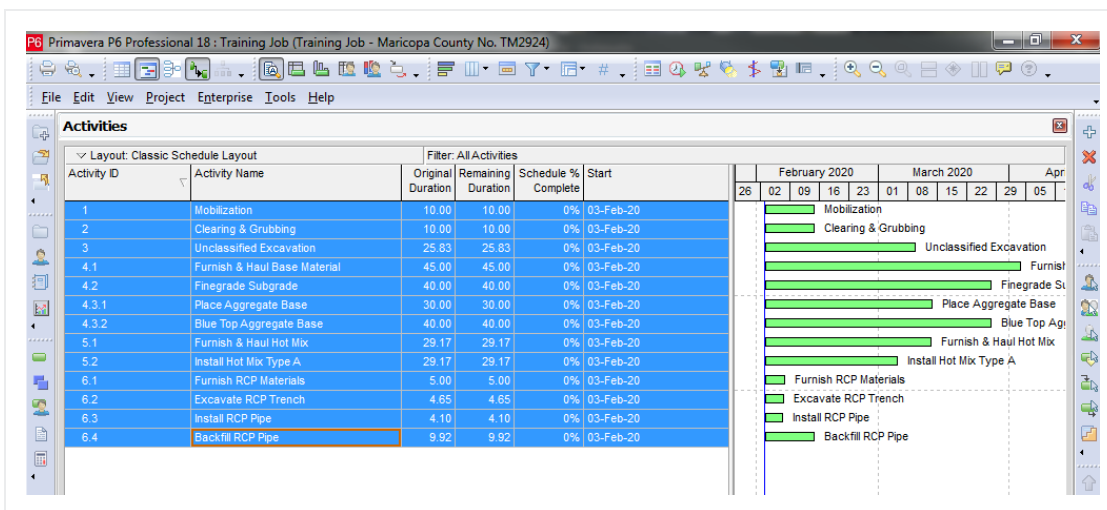 P6 Primavera P6 Professional 18 : Training Job (Training Job - Maricopa County No. TM2924)
File Edit View Project Enterprise Tools Help
Activities
Layout: Classic Schedule Layout Filter: All Activities
Activity ID Activity Name Original Duration Remaining Duration Schedule % Complete Start February 2020 March 2020 Apr
26 02 09 16 23 01 08 15 22 29 05
1 Mobilization 10.00 10.00 0% 03-Feb-20 Mobilization
2 Clearing & Grubbing 10.00 10.00 0% 03-Feb-20 Clearing & Grubbing
3 Unclassified Excavation 25.83 25.83 0% 03-Feb-20 Unclassified Excavation
4.1 Furnish & Haul Base Material 45.00 45.00 0% 03-Feb-20 Furnish
4.2 Finegrade Subgrade 40.00 40.00 0% 03-Feb-20 Finegrade Su
4.3.1 Place Aggregate Base 30.00 30.00 0% 03-Feb-20 Place Aggregate Base
4.3.2 Blue Top Aggregate Base 40.00 40.00 0% 03-Feb-20 Blue Top Agg
5.1 Furnish & Haul Hot Mix 29.17 29.17 0% 03-Feb-20 Furnish & Haul Hot Mix
5.2 Install Hot Mix Type A 29.17 29.17 0% 03-Feb-20 Install Hot Mix Type A
6.1 Furnish RCP Materials 5.00 5.00 0% 03-Feb-20 Furnish RCP Materials
6.2 Excavate RCP Trench 4.65 4.65 0% 03-Feb-20 Excavate RCP Trench
6.3 Install RCP Pipe 4.10 4.10 0% 03-Feb-20 Install RCP Pipe
6.4 Backfill RCP Pipe 9.92 9.92 0% 03-Feb-20 Backfill RCP Pipe